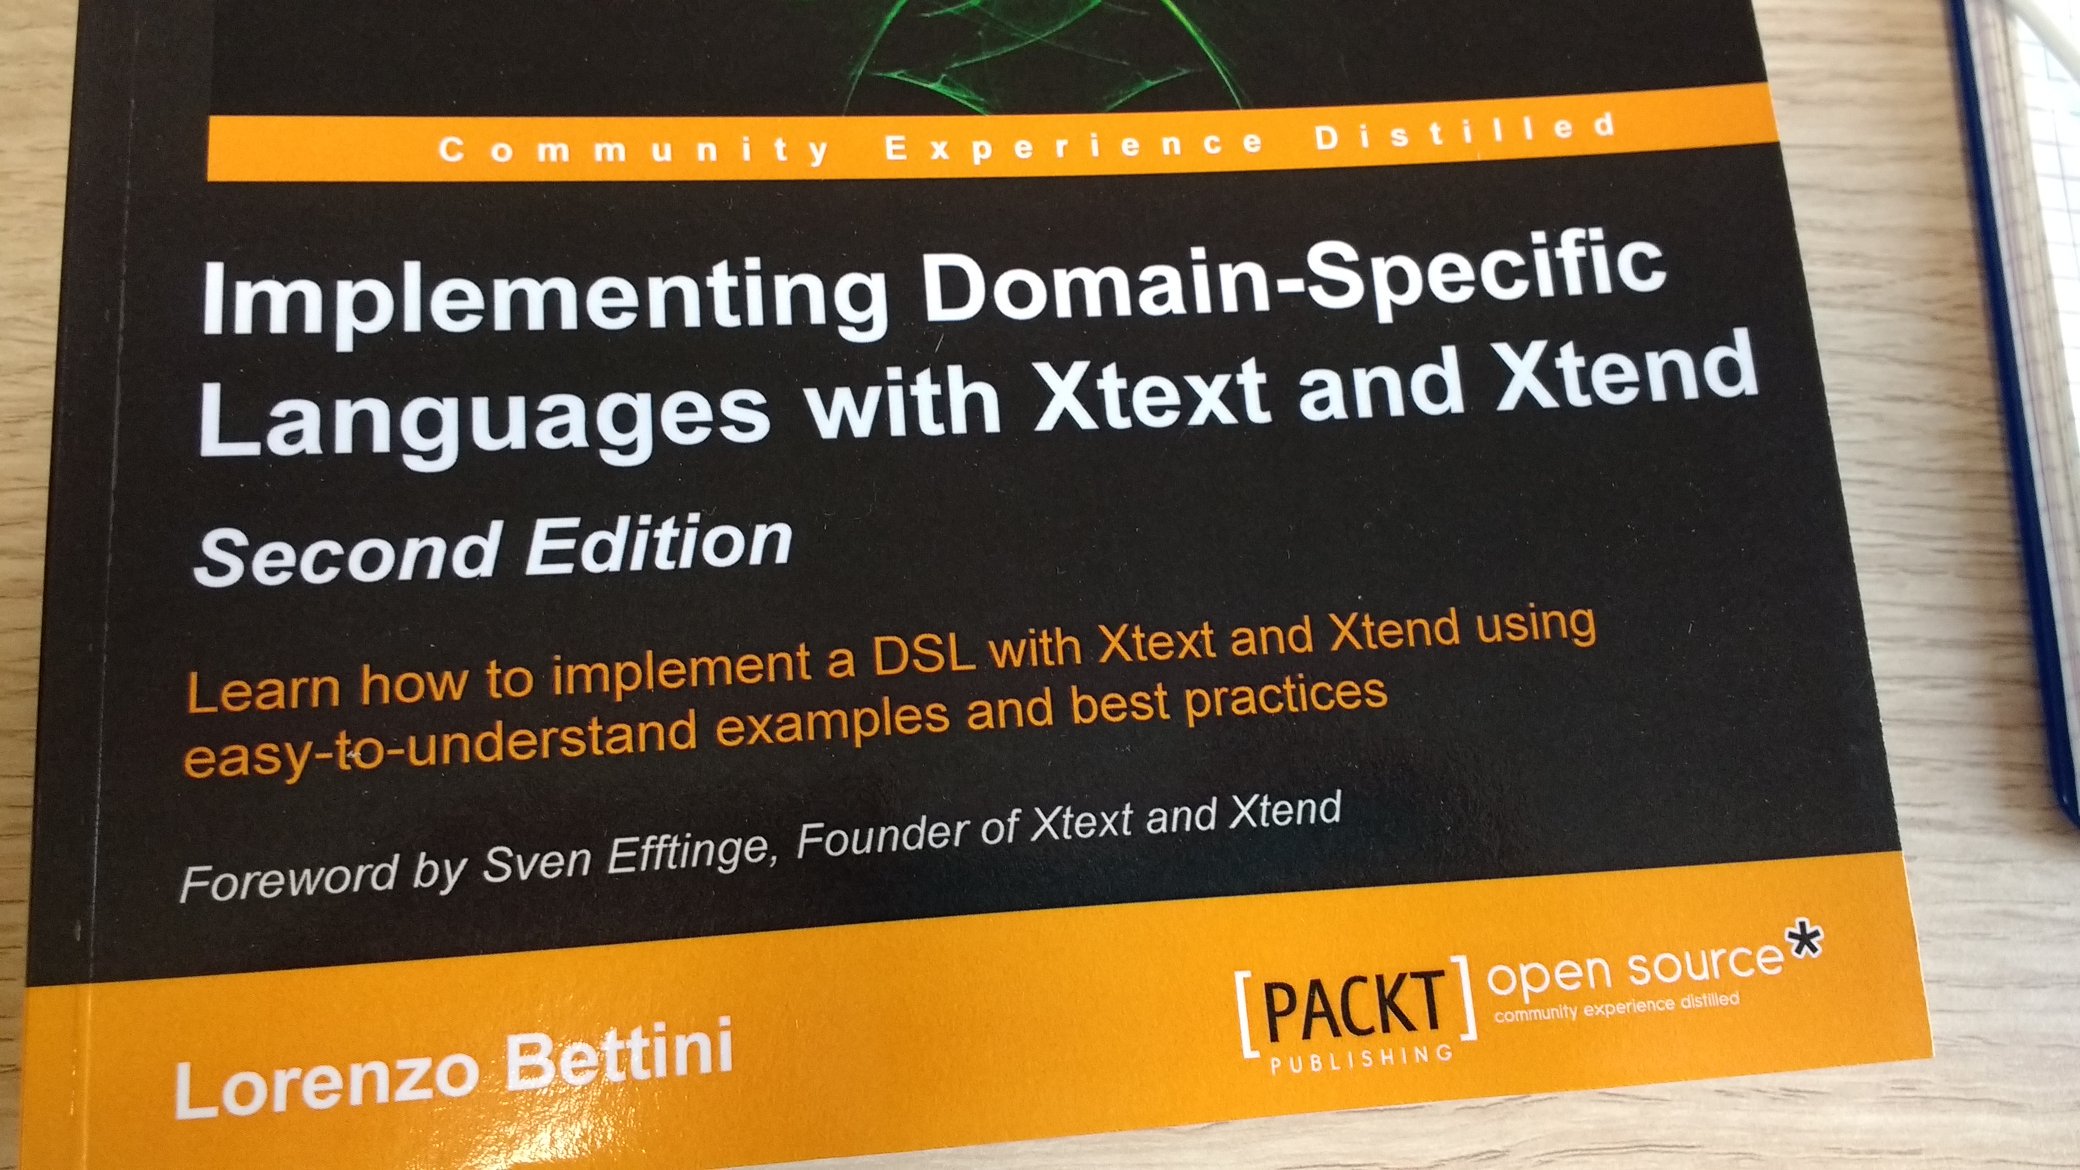 Community Experience Distilled
Implementing Domain-Specific
Languages with Xtext and Xtend
Second Edition
Learn how to implement a DSL with Xtext and Xtend using
easy-to-understand examples and best practices
Foreword by Sven Efftinge, Founder of Xtext and Xtend
Lorenzo Bettini
[PACKT] open source*
PUBLISHING community experience distilled